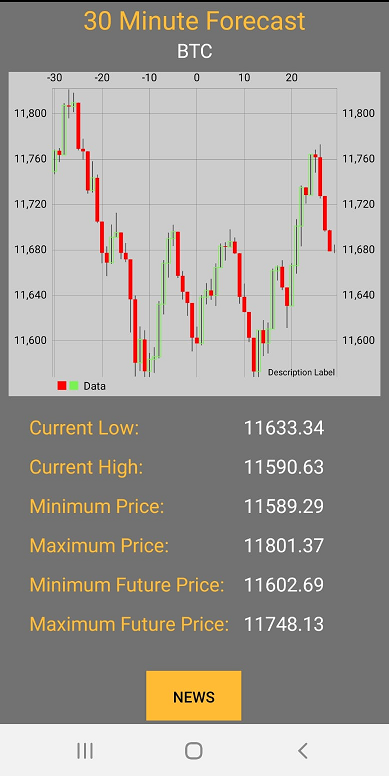 30 Minute Forecast
BTC
-30 -20 -10 0 10 20
11,800 11,800
11,760 11,760
11,720 11,720
11,680 11,680
11,640 11,640
11,600 11,600
Description Label
Data
Current Low: 11633.34
Current High: 11590.63
Minimum Price: 11589.29
Maximum Price: 11801.37
Minimum Future Price: 11602.69
Maximum Future Price: 11748.13
NEWS